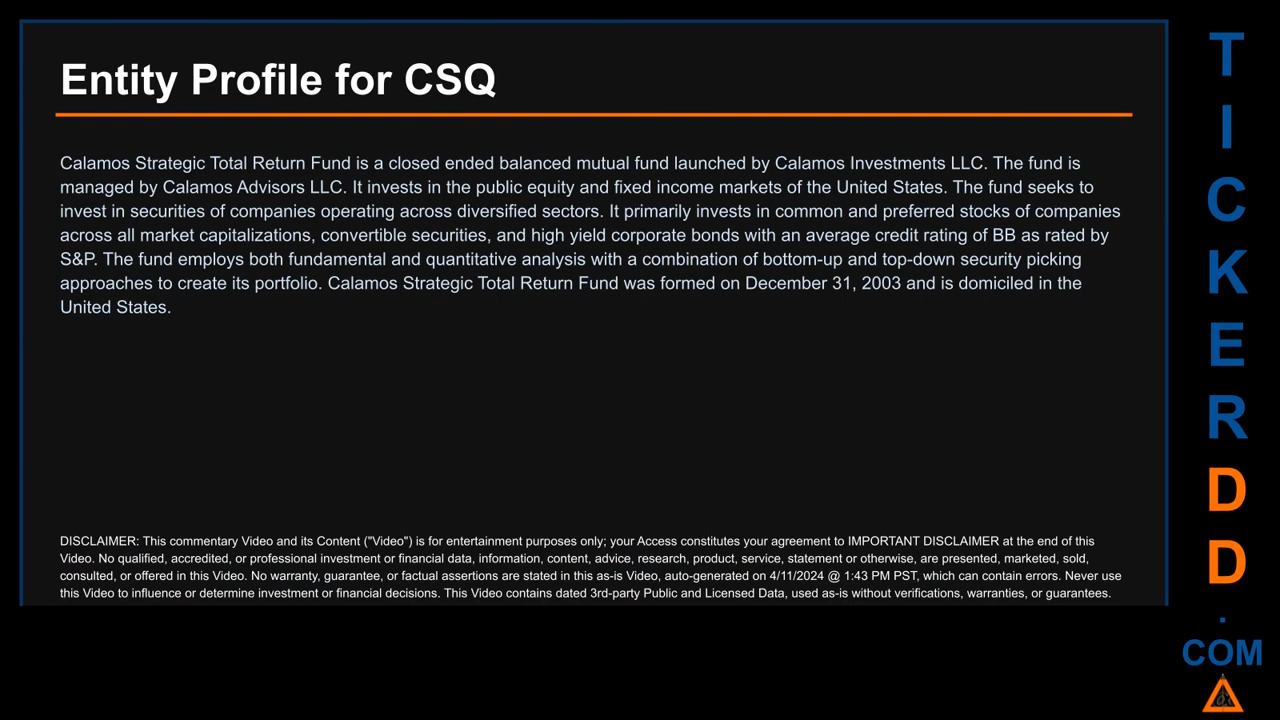 Entity Profile for CSQ
Calamos Strategic Total Return Fund is a closed ended balanced mutual fund launched by Calamos Investments LLC. The fund is
managed by Calamos Advisors LLC. It invests in the public equity and fixed income markets of the United States. The fund seeks to
invest in securities of companies operating across diversified sectors. It primarily invests in common and preferred stocks of companies
across all market capitalizations, convertible securities, and high yield corporate bonds with an average credit rating of BB as rated by
S&P. The fund employs both fundamental and quantitative analysis with a combination of bottom-up and top-down security picking
approaches to create its portfolio. Calamos Strategic Total Return Fund was formed on December 31, 2003 and is domiciled in the
United States.
DISCLAIMER: This commentary Video and its Content ("Video") is for entertainment purposes only; your Access constitutes your agreement to IMPORTANT DISCLAIMER at the end of this
Video. No qualified, accredited, or professional investment or financial data, information, content, advice, research, product, service, statement or otherwise, are presented, marketed, sold,
consulted, or offered in this Video. No warranty, guarantee, or factual assertions are stated in this as-is Video, auto-generated on 4/11/2024 @ 1:43 PM PST, which can contain errors. Never use
this Video to influence or determine investment or financial decisions. This Video contains dated 3rd-party Public and Licensed Data, used as-is without verifications, warranties, or guarantees.
T
I
C
K
E
R
D
D
.
COM